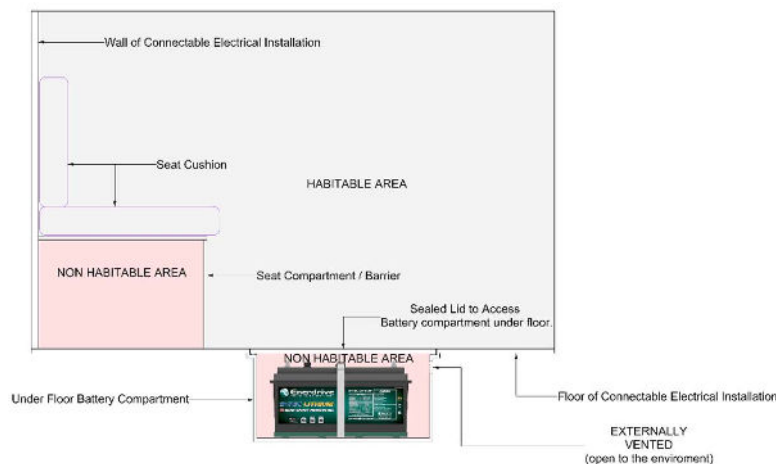 Wall of Connectable Electrical Installation
Seat Cushion
HABITABLE AREA
NON HABITABLE AREA
Seat Compartment / Barrier
Sealed Lid to Access
Battery compartment under floor.
NON HABITABLE AREA
Under Floor Battery Compartment
Enerdrive
Floor of Connectable Electrical Installation
EXTERNALLY
VENTED
(open to the enviroment)